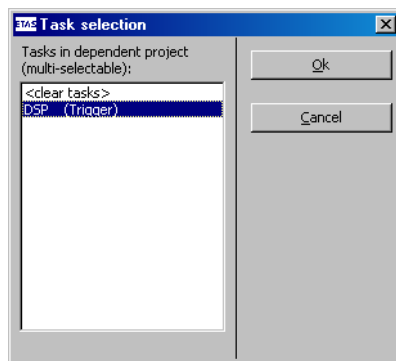 ETAS Task selection
Tasks in dependent project
(multi-selectable):
<clear tasks>
DSP (Trigger)
Ok
Cancel